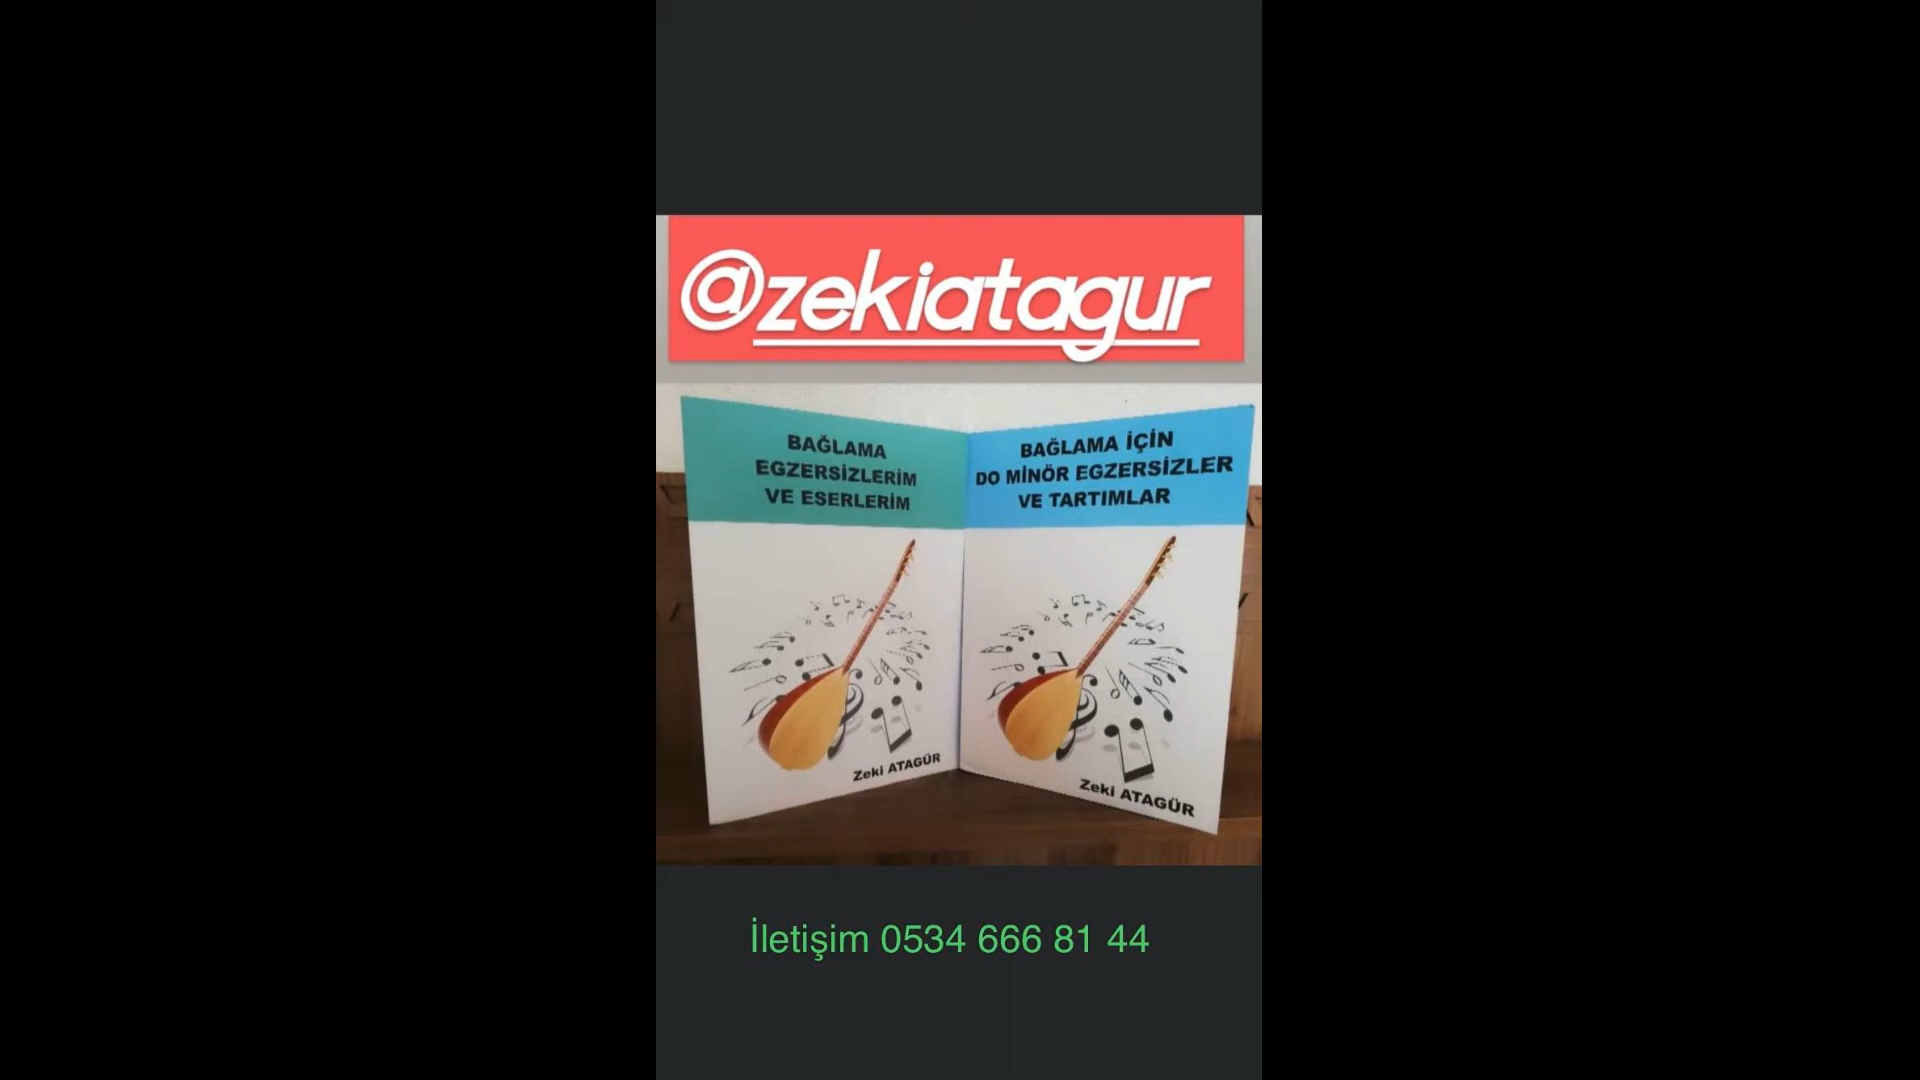 @zekiatagur
BAĞLAMA
EGZERSİZLERİM
VE ESERLERİM
Zeki ATAGÜR
BAĞLAMA İÇİN
DO MİNÖR EGZERSİZLER
VE TARTIMLAR
Zeki ATAGÜR
İletişim 0534 666 81 44